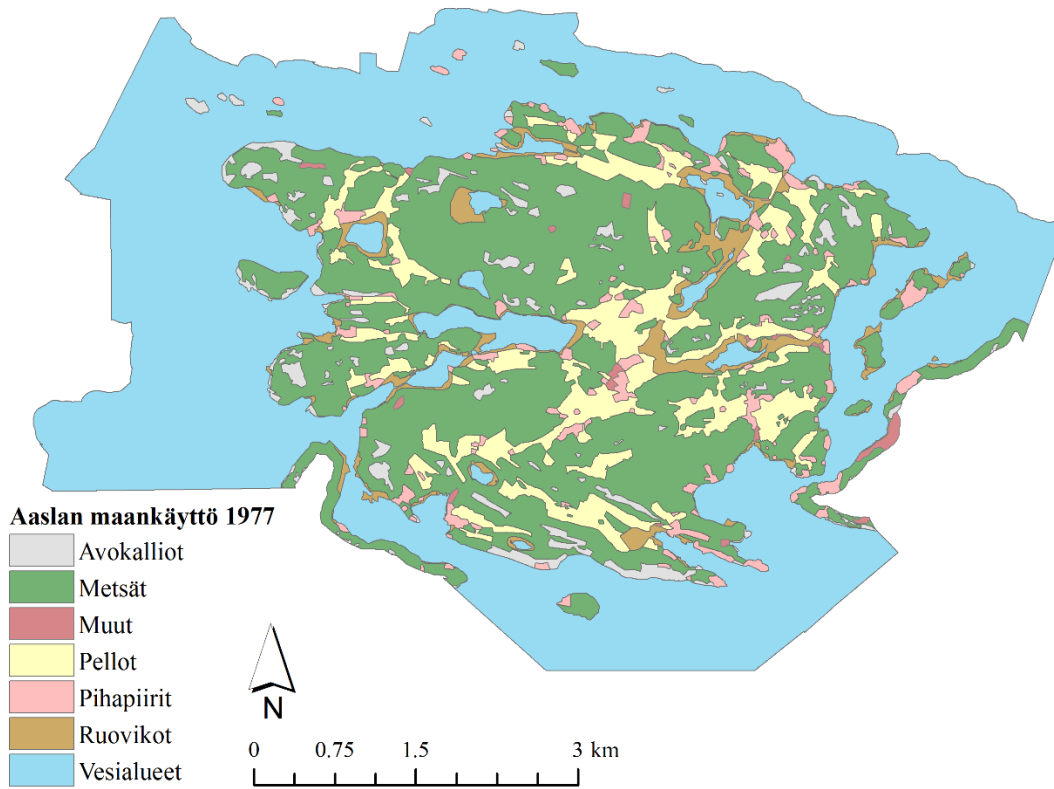 Aaslan maankäyttö 1977
Avokalliot
Metsät
Muut
Pellot
Pihapiirit
Ruovikot
Vesialueet
N
0 0.75 1.5 3 km